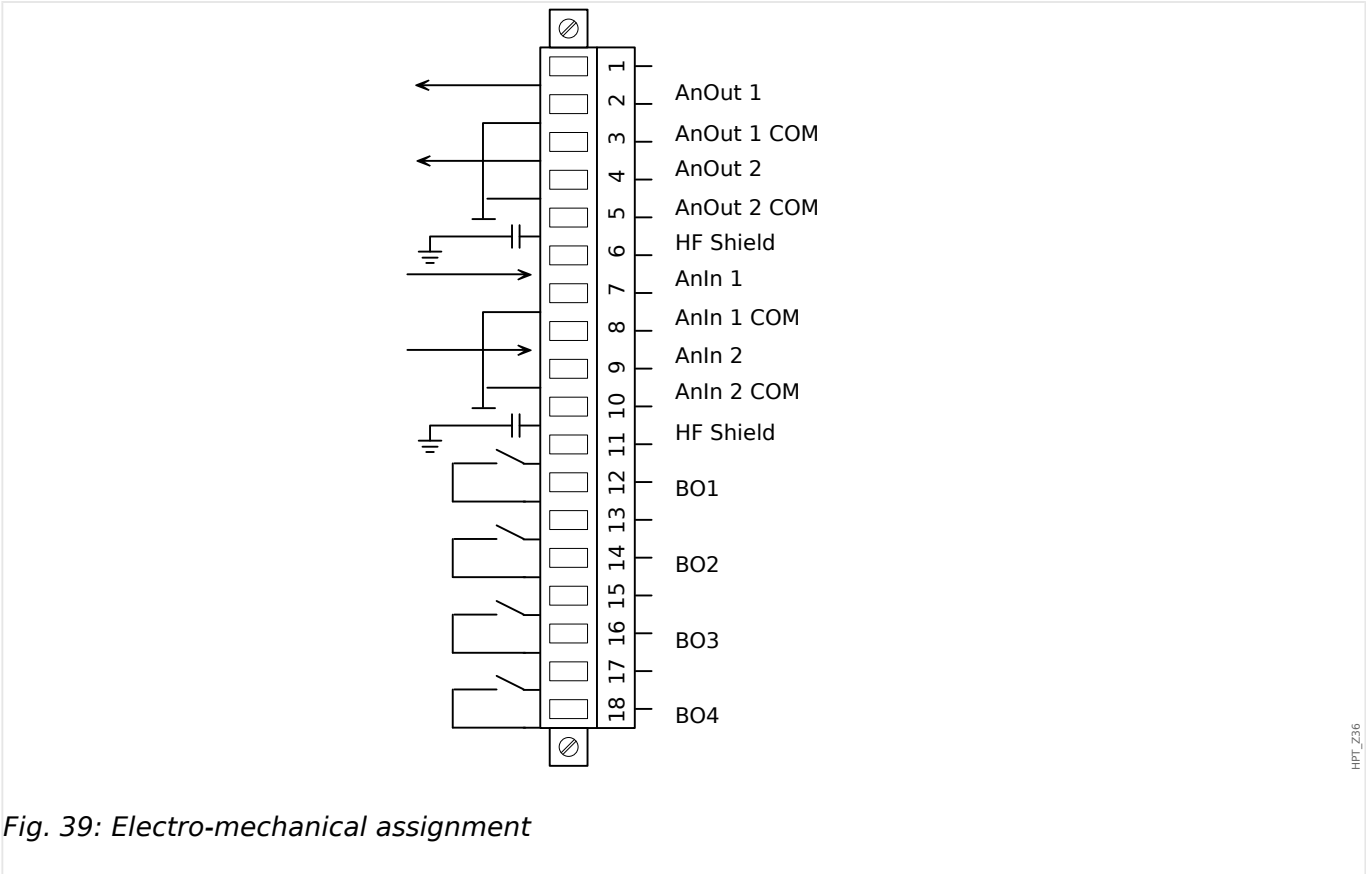 1
AnOut 1
2
AnOut 1 COM
3
AnOut 2
4
AnOut 2 COM
5
HF Shield
6
AnIn 1
7
AnIn 1 COM
8
AnIn 2
9
AnIn 2 COM
10
HF Shield
11
12
BO1
13
14
BO2
15
16
BO3
17
18
BO4
HPT_Z36
Fig. 39: Electro-mechanical assignment